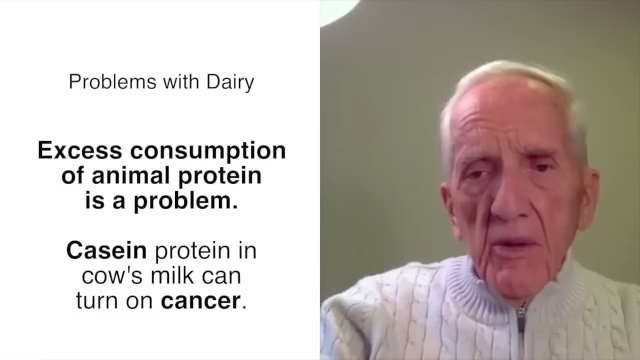 Problems with Dairy
Excess consumption
of animal protein
is a problem.
Casein protein in
cow's milk can
turn on cancer.